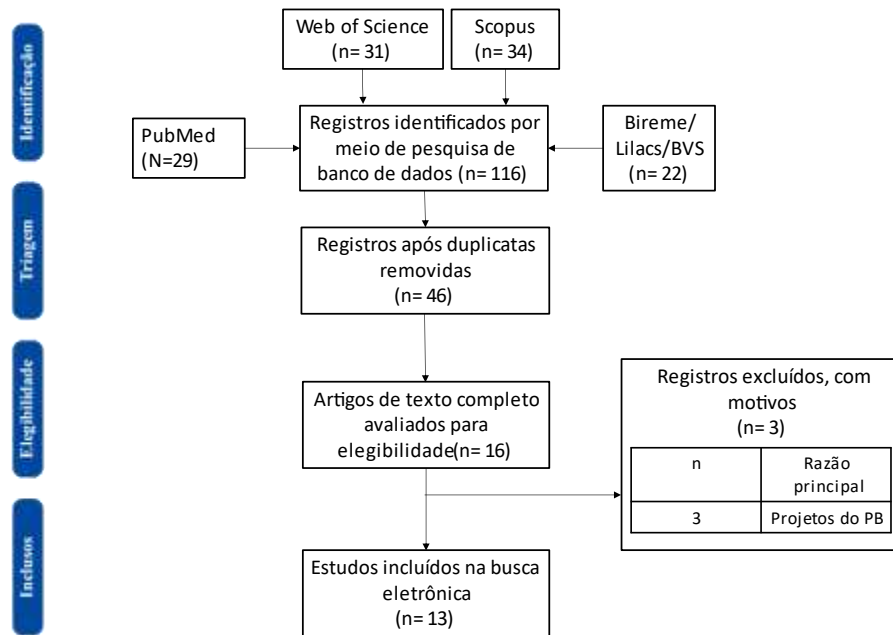 Identificação
Web of Science
(n= 31)
Scopus
(n= 34)
PubMed
(N=29)
Registros identificados por
meio de pesquisa de
banco de dados (n= 116)
Bireme/
Lilacs/BVS
(n= 22)
Triagem
Registros após duplicatas
removidas
(n= 46)
Elegibilidade
Artigos de texto completo
avaliados para
elegibilidade(n= 16)
Registros excluídos, com
motivos
(n= 3)
n
Razão
principal
3
Projetos do PB
Inclusos
Estudos incluídos na busca
eletrônica
(n= 13)